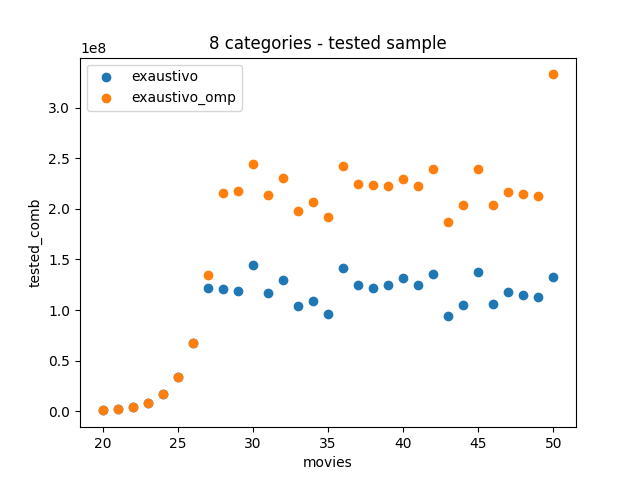 8 categories - tested sample
1e8
exaustivo
exaustivo_omp
3.0
2.5
2.0
1.5
1.0
0.5
0.0
tested_comb
20 25 30 35 40 45 50
movies